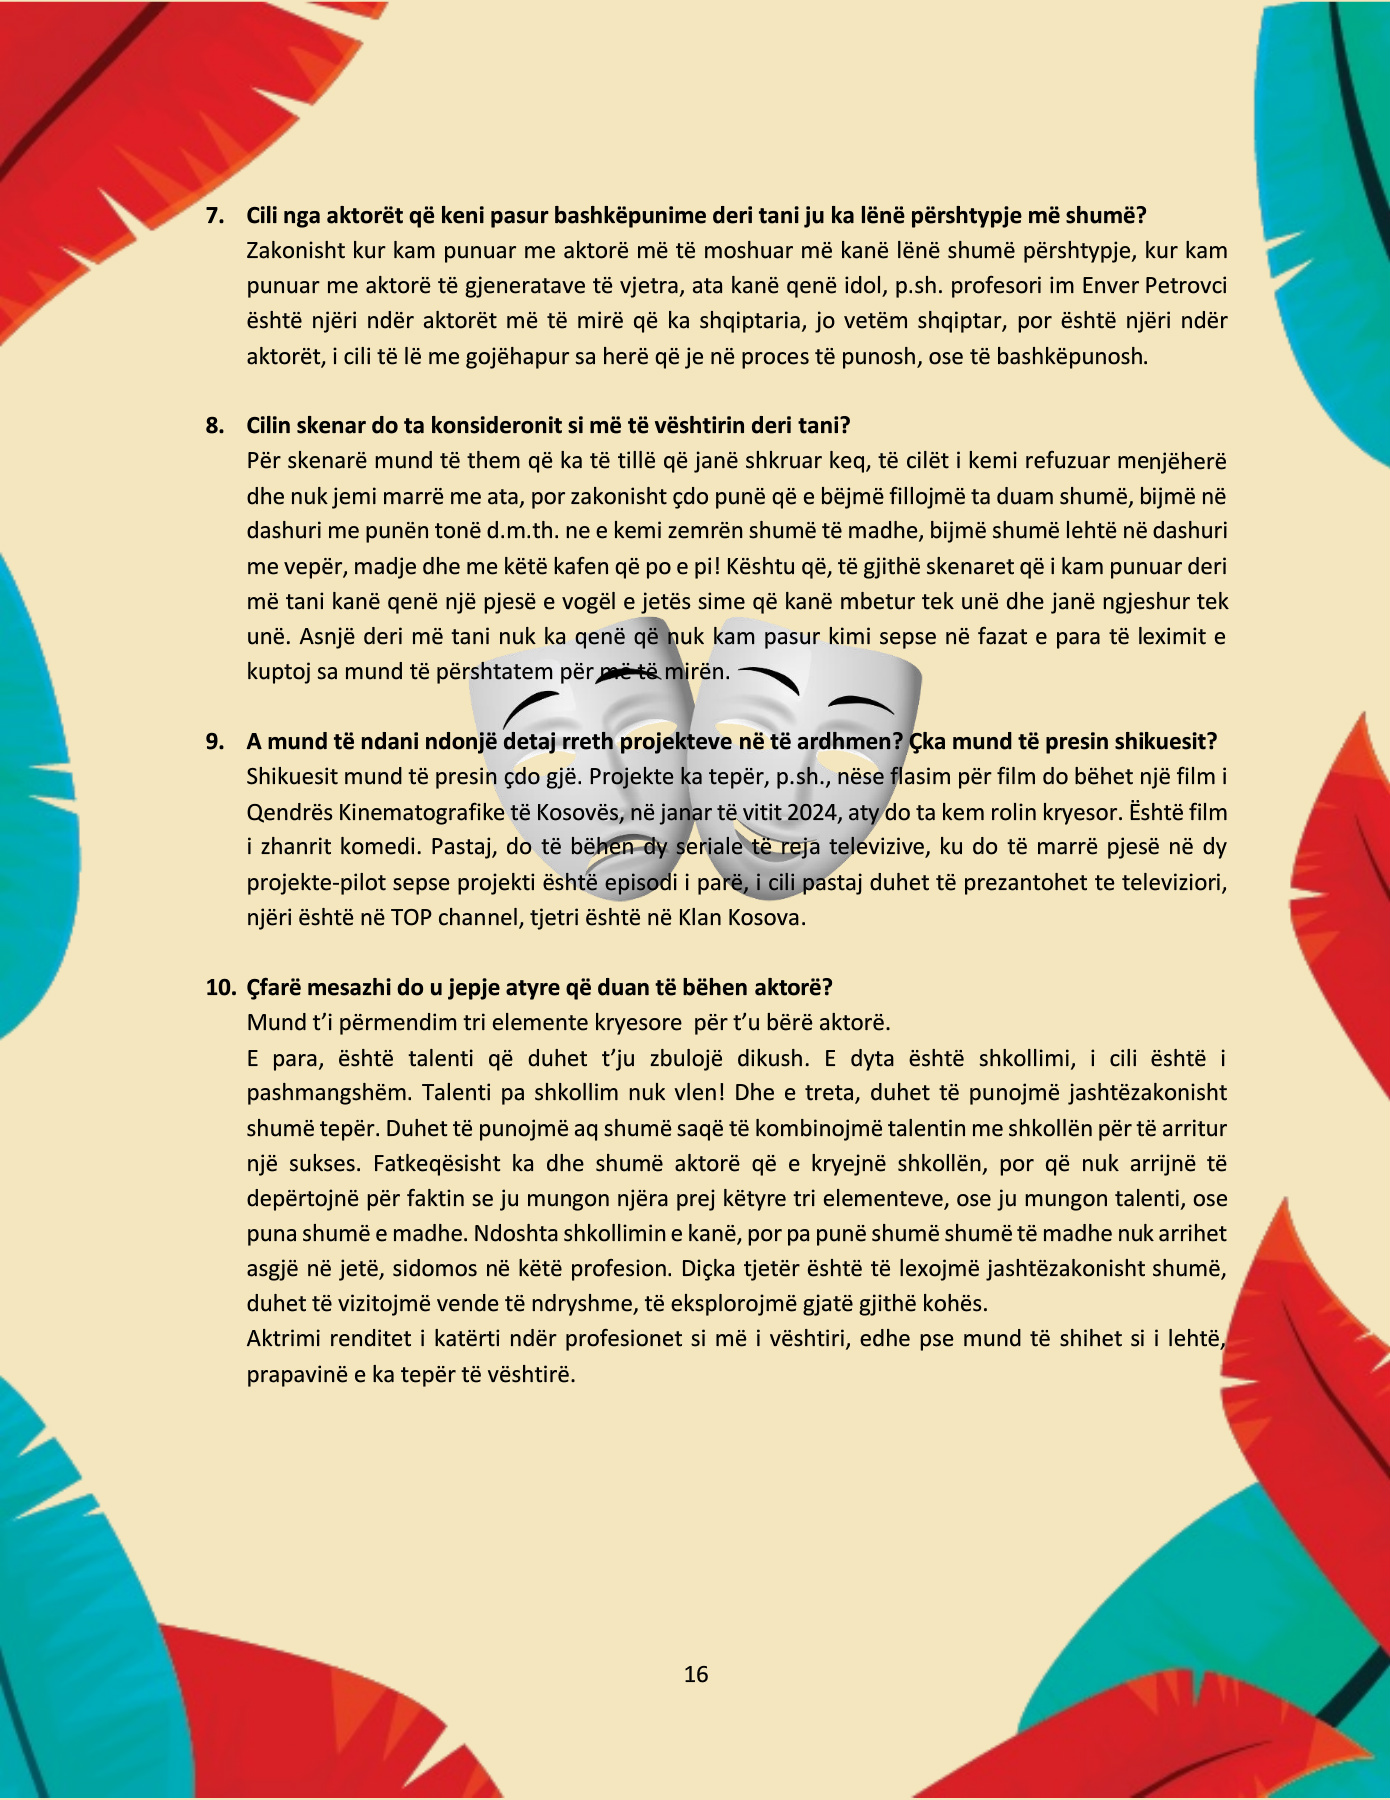 7. Cili nga aktorët që keni pasur bashkëpunime deri tani ju ka lënë përshtypje më shumë?
Zakonisht kur kam punuar me aktorë më të moshuar më kanë lënë shumë përshtypje, kur kam
punuar me aktorë të gjeneratave të vjetra, ata kanë qenë idol, p.sh. profesori im Enver Petrovci
është njëri ndër aktorët më të mirë që ka shqiptaria, jo vetëm shqiptar, por është njëri ndër
aktorët, i cili të lë me gojëhapur sa herë që je në proces të punosh, ose të bashkëpunosh.
8. Cilin skenar do ta konsideronit si më të vështirin deri tani?
Për skenarë mund të them që ka të tillë që janë shkruar keq, të cilët i kemi refuzuar menjëherë
dhe nuk jemi marrë me ata, por zakonisht çdo punë që e bëjmë fillojmë ta duam shumë, bijmë në
dashuri me punën tonë d.m.th. ne e kemi zemrën shumë të madhe, bijmë shumë lehtë në dashuri
me vepër, madje dhe me këtë kafen që po e pi! Kështu që, të gjithë skenaret që i kam punuar deri
më tani kanë qenë një pjesë e vogël e jetës sime që kanë mbetur tek unë dhe janë ngjeshur tek
unë. Asnjë deri më tani nuk ka qenë që nuk kam pasur kimi sepse në fazat e para të leximit e
kuptoj sa mund të përshtatem për më të mirën.
9. A mund të ndani ndonjë detaj rreth projekteve në të ardhmen? Çka mund të presin shikuesit?
Shikuesit mund të presin çdo gjë. Projekte ka tepër, p.sh., nëse flasim për film do bëhet një film i
Qendrës Kinematografike të Kosovës, në janar të vitit 2024, aty do ta kem rolin kryesor. Është film
i zhanrit komedi. Pastaj, do të bëhen dy seriale të reja televizive, ku do të marrë pjesë në dy
projekte-pilot sepse projekti është episodi i parë, i cili pastaj duhet të prezantohet te televiziori,
njëri është në TOP channel, tjetri është në Klan Kosova.
10. Çfarë mesazhi do u jepje atyre që duan të bëhen aktorë?
Mund t’i përmendim tri elemente kryesore për t’u bërë aktorë.
E para, është talenti që duhet t’ju zbulojë dikush. E dyta është shkollimi, i cili është i
pashmangshëm. Talenti pa shkollim nuk vlen! Dhe e treta, duhet të punojmë jashtëzakonisht
shumë tepër. Duhet të punojmë aq shumë saqë të kombinojmë talentin me shkollën për të arritur
një sukses. Fatkeqësisht ka dhe shumë aktorë që e kryejnë shkollën, por që nuk arrijnë të
depërtojnë për faktin se ju mungon njëra prej këtyre tri elementeve, ose ju mungon talenti, ose
puna shumë e madhe. Ndoshta shkollimin e kanë, por pa punë shumë shumë të madhe nuk arrihet
asgjë në jetë, sidomos në këtë profesion. Diçka tjetër është të lexojmë jashtëzakonisht shumë,
duhet të vizitojmë vende të ndryshme, të eksplorojmë gjatë gjithë kohës.
Aktrimi renditet i katërti ndër profesionet si më i vështiri, edhe pse mund të shihet si i lehtë,
prapavinë e ka tepër të vështirë.
16